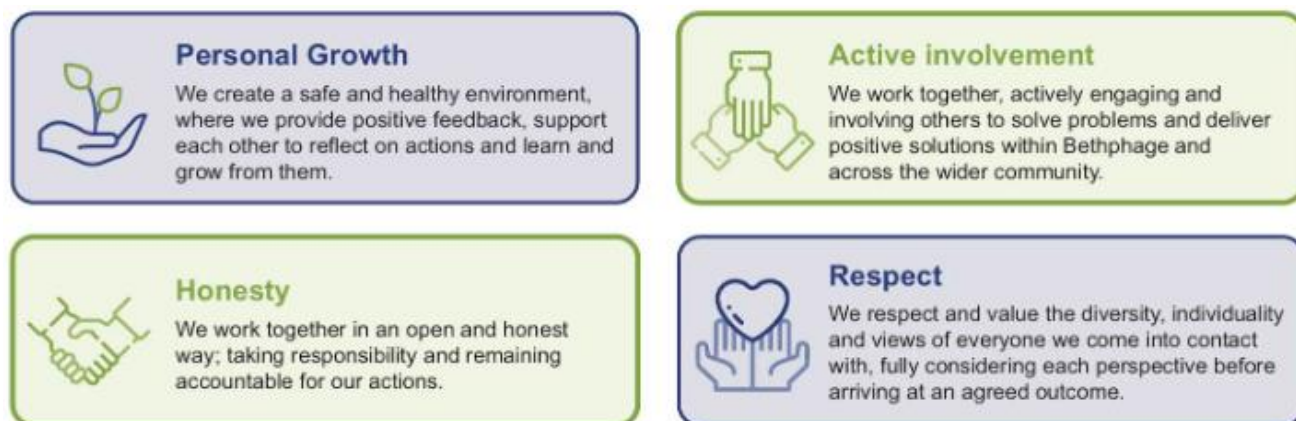 Personal Growth
We create a safe and healthy environment,
where we provide positive feedback, support
each other to reflect on actions and learn and
grow from them.
Active involvement
We work together, actively engaging and
involving others to solve problems and deliver
positive solutions within Bethphage and
across the wider community.
Honesty
We work together in an open and honest
way; taking responsibility and remaining
accountable for our actions.
Respect
We respect and value the diversity, individuality
and views of everyone we come into contact
with, fully considering each perspective before
arriving at an agreed outcome.